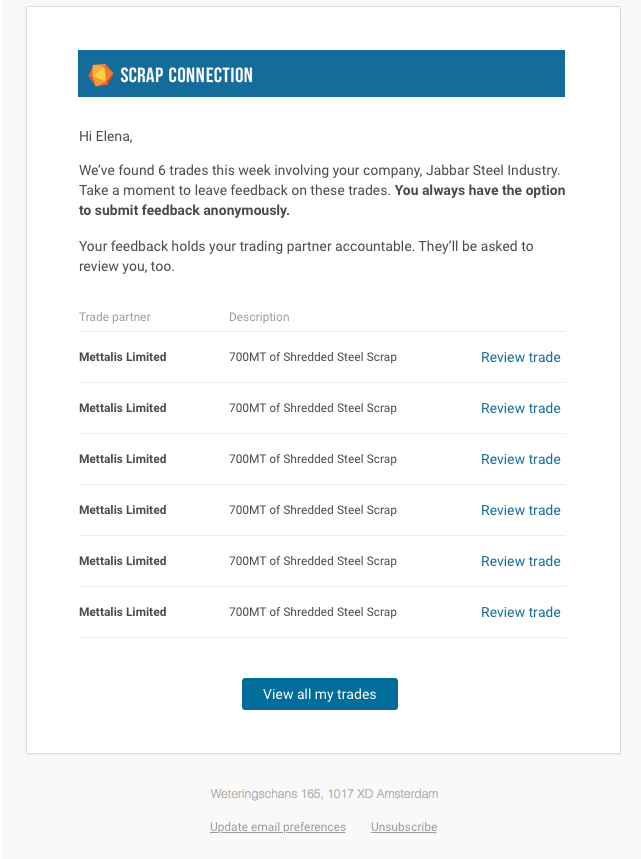 SCRAP CONNECTION
Hi Elena,
We’ve found 6 trades this week involving your company, Jabbar Steel Industry.
Take a moment to leave feedback on these trades. You always have the option
to submit feedback anonymously.
Your feedback holds your trading partner accountable. They’ll be asked to
review you, too.
Trade partner Description
Mettalis Limited 700MT of Shredded Steel Scrap Review trade
Mettalis Limited 700MT of Shredded Steel Scrap Review trade
Mettalis Limited 700MT of Shredded Steel Scrap Review trade
Mettalis Limited 700MT of Shredded Steel Scrap Review trade
Mettalis Limited 700MT of Shredded Steel Scrap Review trade
Mettalis Limited 700MT of Shredded Steel Scrap Review trade
View all my trades
Weteringschans 165, 1017 XD Amsterdam
Update email preferences Unsubscribe